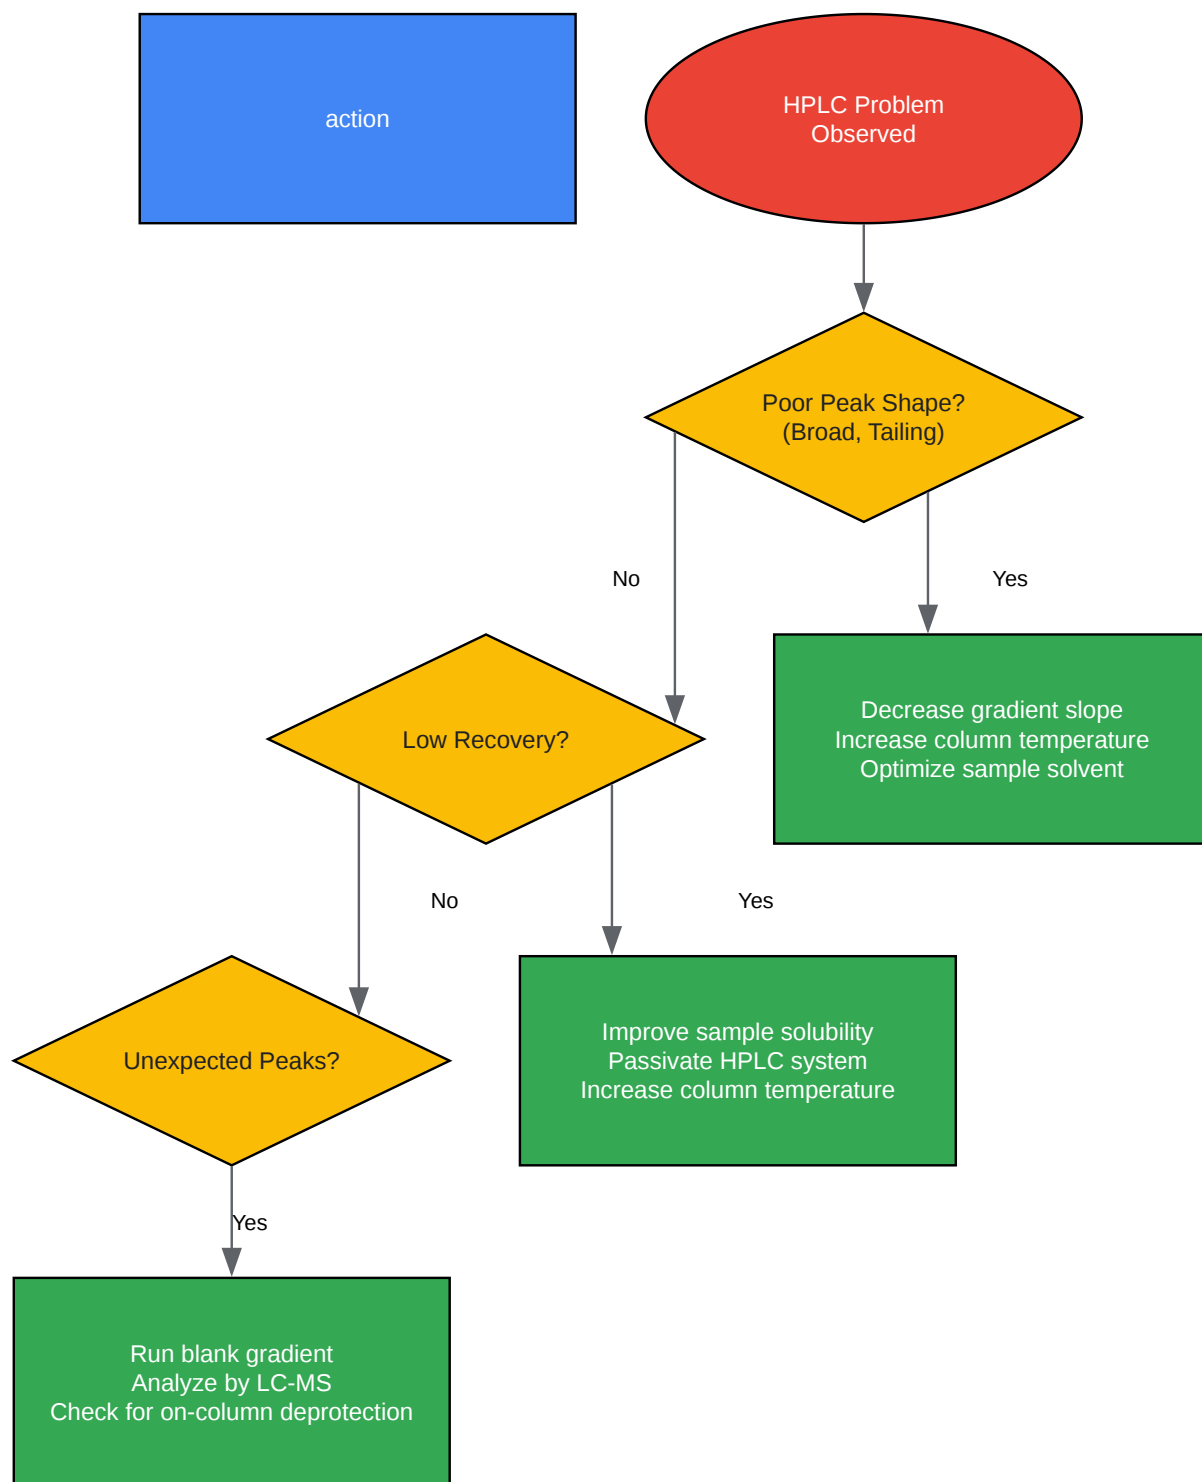 action
HPLC Problem
Observed
Poor Peak Shape?
(Broad, Tailing)
No
Yes
Low Recovery?
Decrease gradient slope
Increase column temperature
Optimize sample solvent
No
Yes
Unexpected Peaks?
Improve sample solubility
Passivate HPLC system
Increase column temperature
Yes
Run blank gradient
Analyze by LC-MS
Check for on-column deprotection